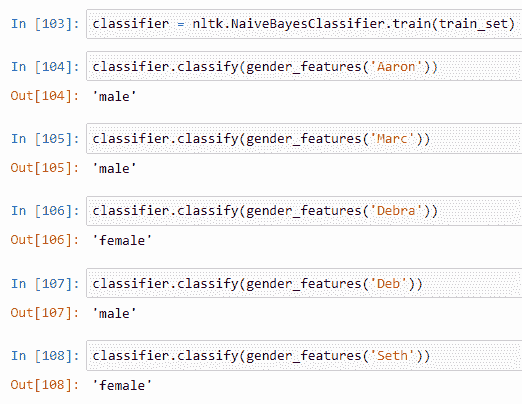 In [103]: classifier = nltk.NaiveBayesClassifier.train(train_set)
In [104]: classifier.classify(gender_features('Aaron'))
Out[104]: 'male'
In [105]: classifier.classify(gender_features('Marc'))
Out[105]: 'male'
In [106]: classifier.classify(gender_features('Debra'))
Out[106]: 'female'
In [107]: classifier.classify(gender_features('Deb'))
Out[107]: 'male'
In [108]: classifier.classify(gender_features('Seth'))
Out[108]: 'female'